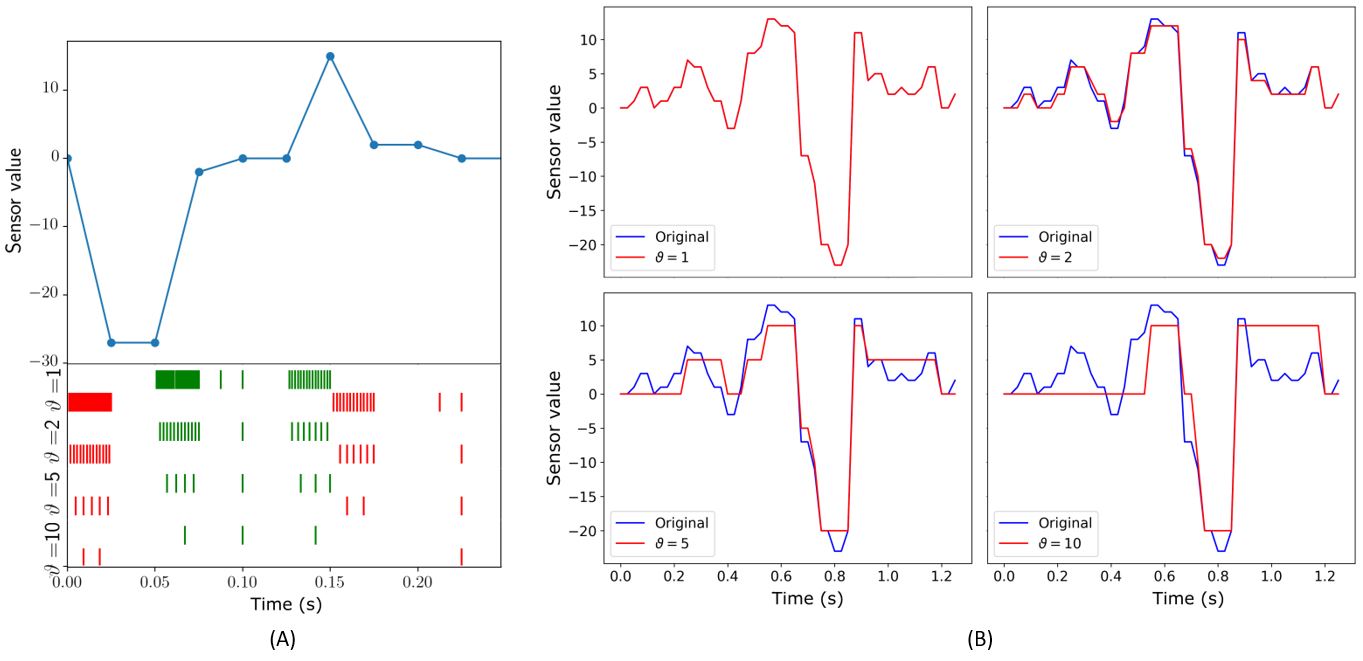 Sensor value
10
0
−10
−20
−30
ϑ =1
ϑ =2
ϑ =5
ϑ =10
0.00 0.05 0.10 0.15 0.20
Time (s)
(A)
Sensor value
10
5
0
−5
−10
−15
−20
Original
ϑ = 1
Original
ϑ = 2
Sensor value
10
5
0
−5
−10
−15
−20
Original
ϑ = 5
0.0 0.2 0.4 0.6 0.8 1.0 1.2
Time (s)
Original
ϑ = 10
0.0 0.2 0.4 0.6 0.8 1.0 1.2
Time (s)
(B)